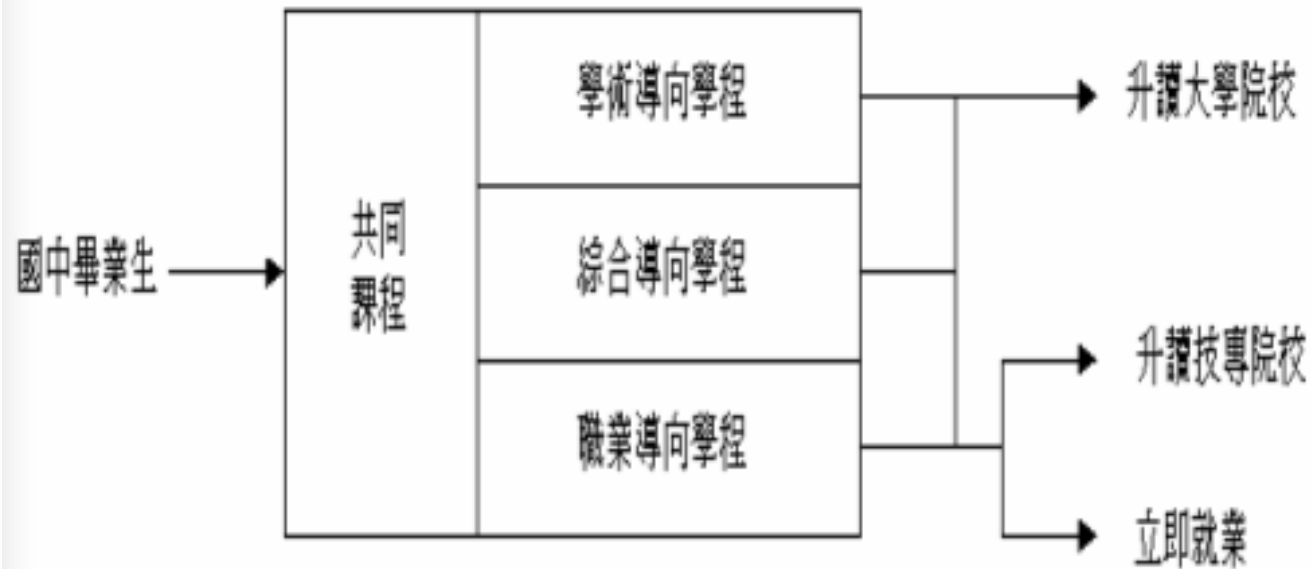 國中畢業生
共同
課程
學術導向學程
綜合導向學程
職業導向學程
升讀大學院校
升讀技專院校
立即就業